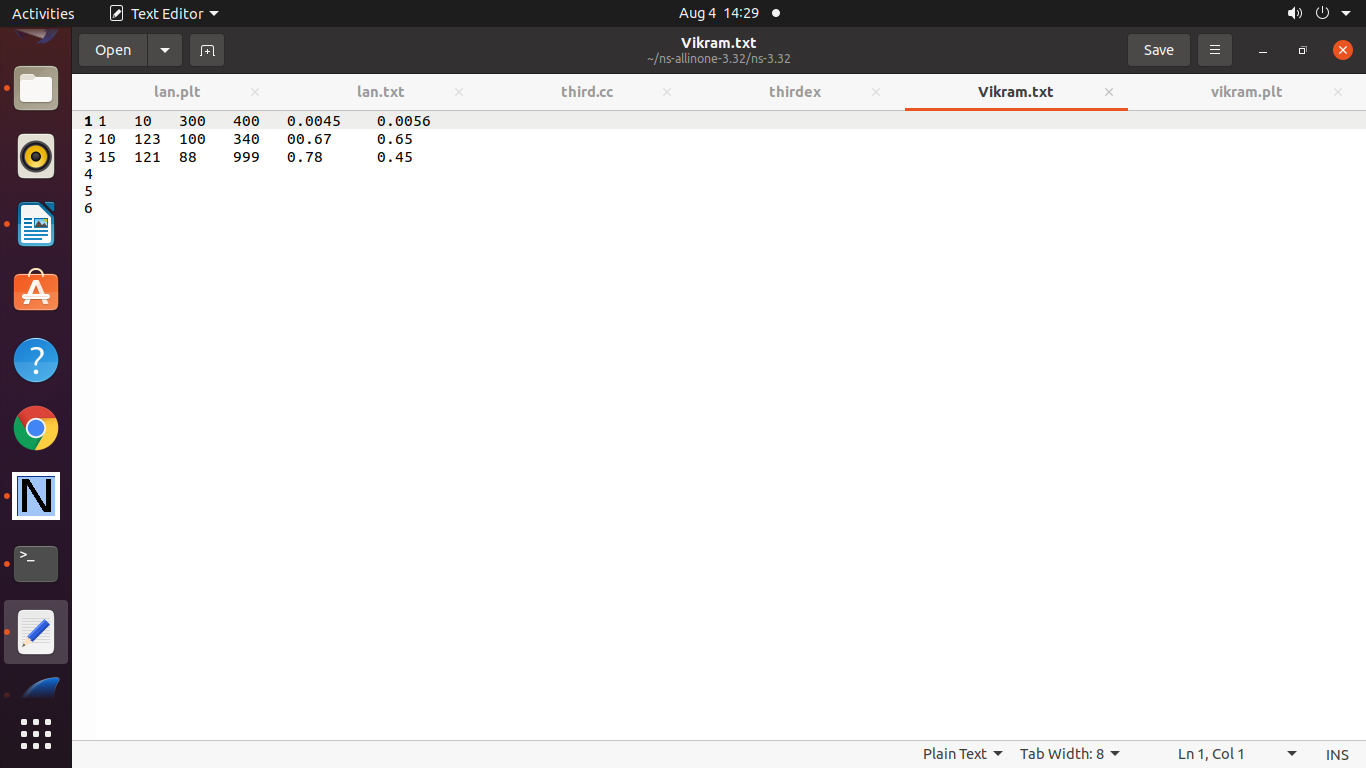 Activities Text Editor Aug 4 14:29
Open Vikram.txt Save
~/ns-allinone-3.32/ns-3.32
lan.plt lan.txt third.cc thirdex Vikram.txt vikram.plt
1 1 10 300 400 0.0045 0.0056
2 10 123 100 340 00.67 0.65
3 15 121 88 999 0.78 0.45
4
5
6
N
>_
Plain Text Tab Width: 8 Ln 1, Col 1 INS